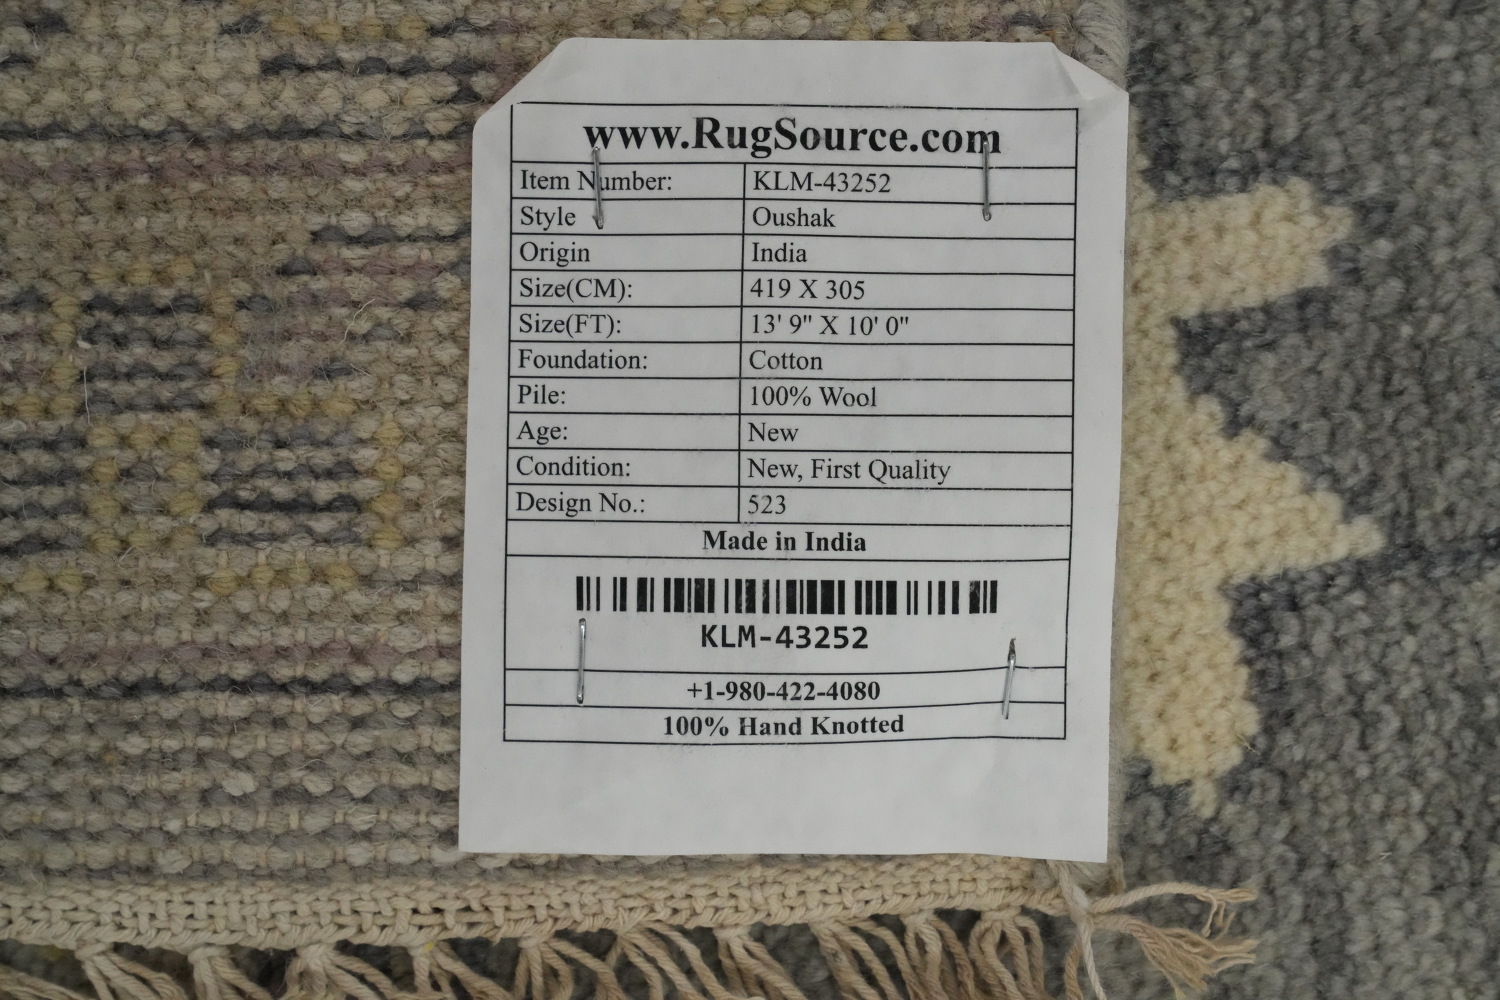 www.RugSource.com
Item Number: KLM-43252
Style Oushak
Origin India
Size(CM): 419 X 305
Size(FT): 13' 9" X 10' 0"
Foundation: Cotton
Pile: 100% Wool
Age: New
Condition: New, First Quality
Design No.: 523
Made in India
KLM-43252
+1-980-422-4080
100% Hand Knotted